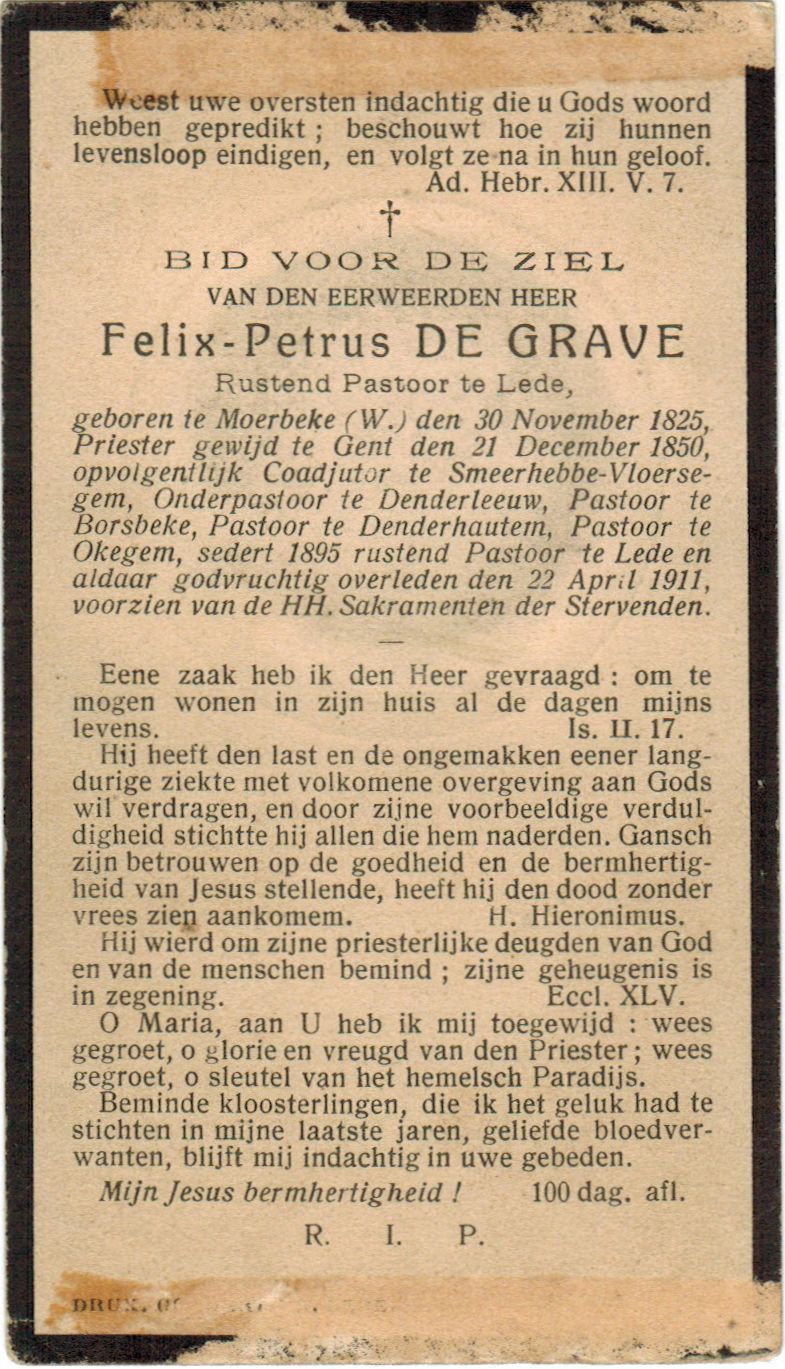 Weest uwe oversten indachtig die u Gods woord
hebben gepredikt ; beschouwt hoe zij hunnen
levensloop eindigen, en volgt ze na in hun geloof.
Ad. Hebr. XIII. V. 7.
†
BID VOOR DE ZIEL
VAN DEN EERWEERDEN HEER
Felix-Petrus DE GRAVE
Rustend Pastoor te Lede,
geboren te Moerbeke (W.) den 30 November 1825,
Priester gewijd te Gent den 21 December 1850,
opvolgentlijk Coadjutor te Smeerhebbe-Vloerse-
gem, Onderpastoor te Denderleeuw, Pastoor te
Borsbeke, Pastoor te Denderhautem, Pastoor te
Okegem, sedert 1895 rustend Pastoor te Lede en
aldaar godvruchtig overleden den 22 April 1911,
voorzien van de HH. Sakramenten der Stervenden.
—
Eene zaak heb ik den Heer gevraagd : om te
mogen wonen in zijn huis al de dagen mijns
levens. Is. II. 17.
Hij heeft den last en de ongemakken eener lang-
durige ziekte met volkomene overgeving aan Gods
wil verdragen, en door zijne voorbeeldige verdul-
digheid stichtte hij allen die hem naderden. Gansch
zijn betrouwen op de goedheid en de bermhertig-
heid van Jesus stellende, heeft hij den dood zonder
vrees zien aankomem. H. Hieronimus.
Hij wierd om zijne priesterlijke deugden van God
en van de menschen bemind ; zijne geheugenis is
in zegening. Eccl. XLV.
O Maria, aan U heb ik mij toegewijd : wees
gegroet, o glorie en vreugd van den Priester ; wees
gegroet, o sleutel van het hemelsch Paradijs.
Beminde kloosterlingen, die ik het geluk had te
stichten in mijne laatste jaren, geliefde bloedver-
wanten, blijft mij indachtig in uwe gebeden.
Mijn Jesus bermhertigheid ! 100 dag. afl.
R. I. P.
DRUK.